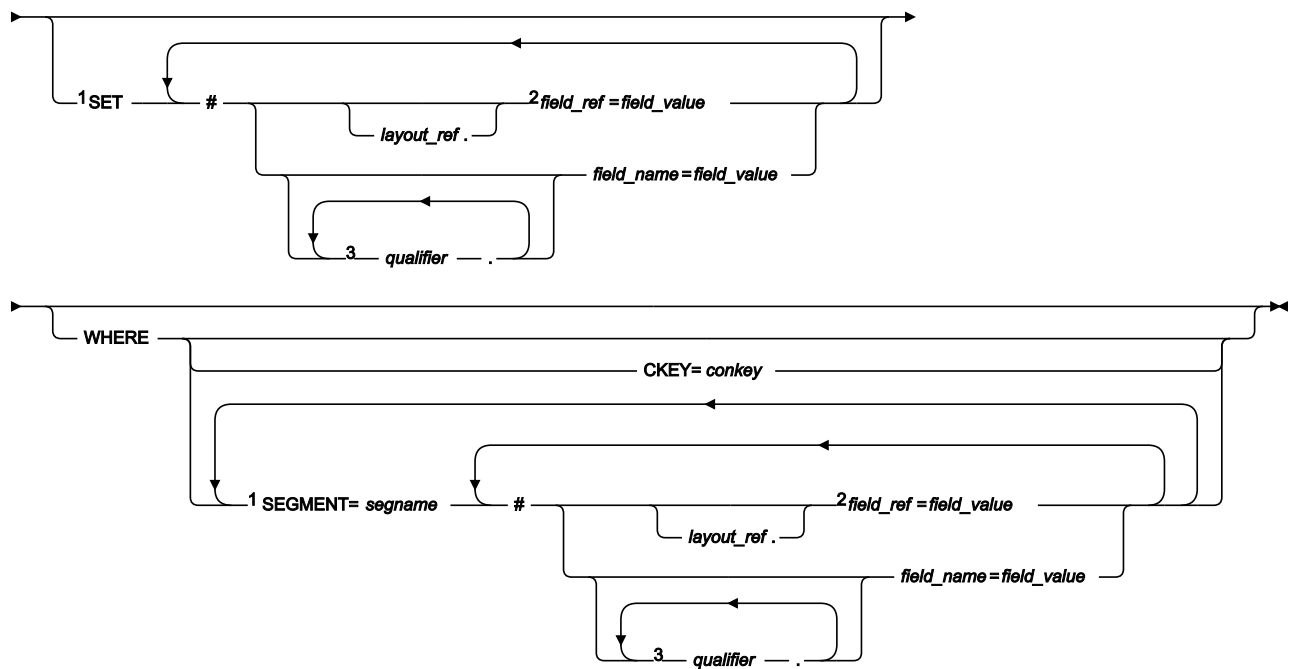 1 SET # 2 field_ref = field_value
layout_ref .
field_name = field_value
3 qualifier .
WHERE
CKEY= conkey
1 SEGMENT= segname # 2 field_ref = field_value
layout_ref .
field_name = field_value
3 qualifier .